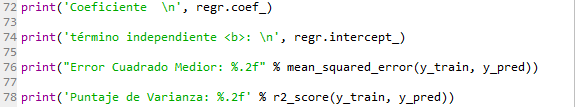 72 print('Coeficiente  \n', regr.coef_)
73
74 print('término independiente <b>: \n', regr.intercept_)
75
76 print("Error Cuadrado Medior: %.2f" % mean_squared_error(y_train, y_pred))
77
78 print('Puntaje de Varianza: %.2f' % r2_score(y_train, y_pred))